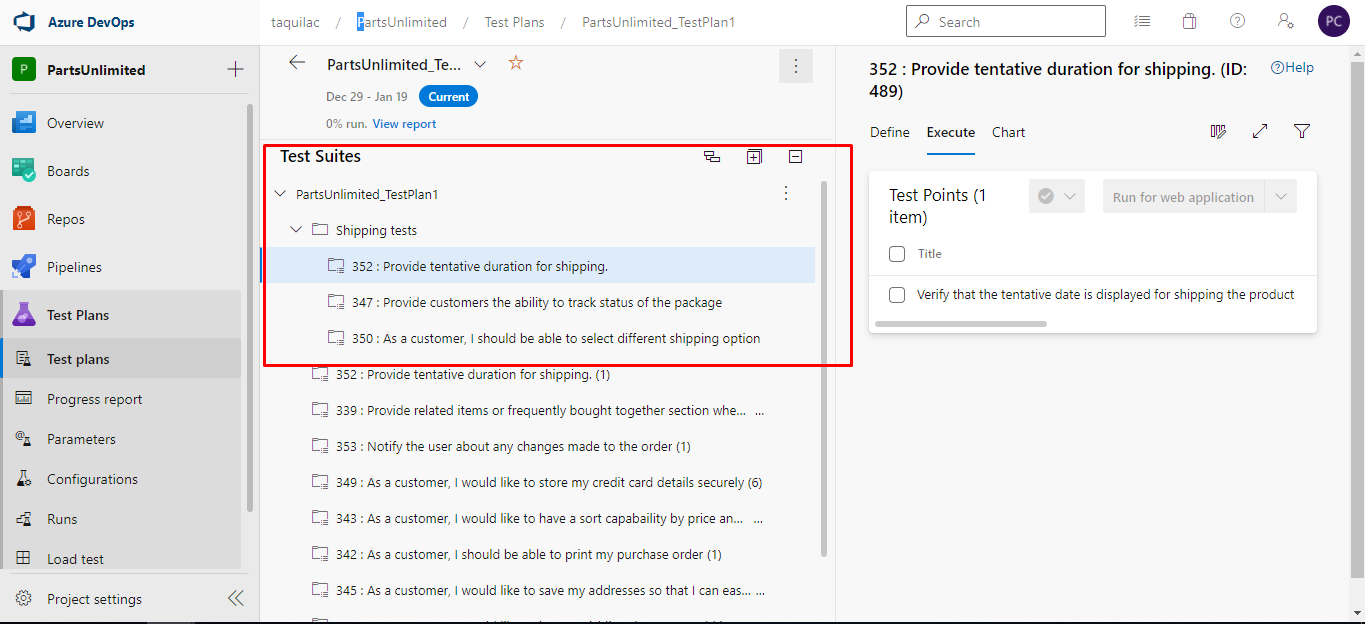 Azure DevOps
taquilac / PartsUnlimited / Test Plans / PartsUnlimited_TestPlan1
Search
PC
P
PartsUnlimited
Overview
Boards
Repos
Pipelines
Test Plans
Test plans
Progress report
Parameters
Configurations
Runs
Load test
Project settings
PartsUnlimited_Te...
Dec 29 - Jan 19
Current
0% run. View report
Test Suites
PartsUnlimited_TestPlan1
Shipping tests
352 : Provide tentative duration for shipping.
347 : Provide customers the ability to track status of the package
350 : As a customer, I should be able to select different shipping option
352 : Provide tentative duration for shipping. (1)
339 : Provide related items or frequently bought together section whe... ...
353 : Notify the user about any changes made to the order (1)
349 : As a customer, I would like to store my credit card details securely (6)
343 : As a customer, I would like to have a sort capabaility by price an... ...
342 : As a customer, I should be able to print my purchase order (1)
345 : As a customer, I would like to save my addresses so that I can eas... ...
352 : Provide tentative duration for shipping. (ID:
489)
Help
Define Execute Chart
Test Points (1
item)
Run for web application
Title
Verify that the tentative date is displayed for shipping the product